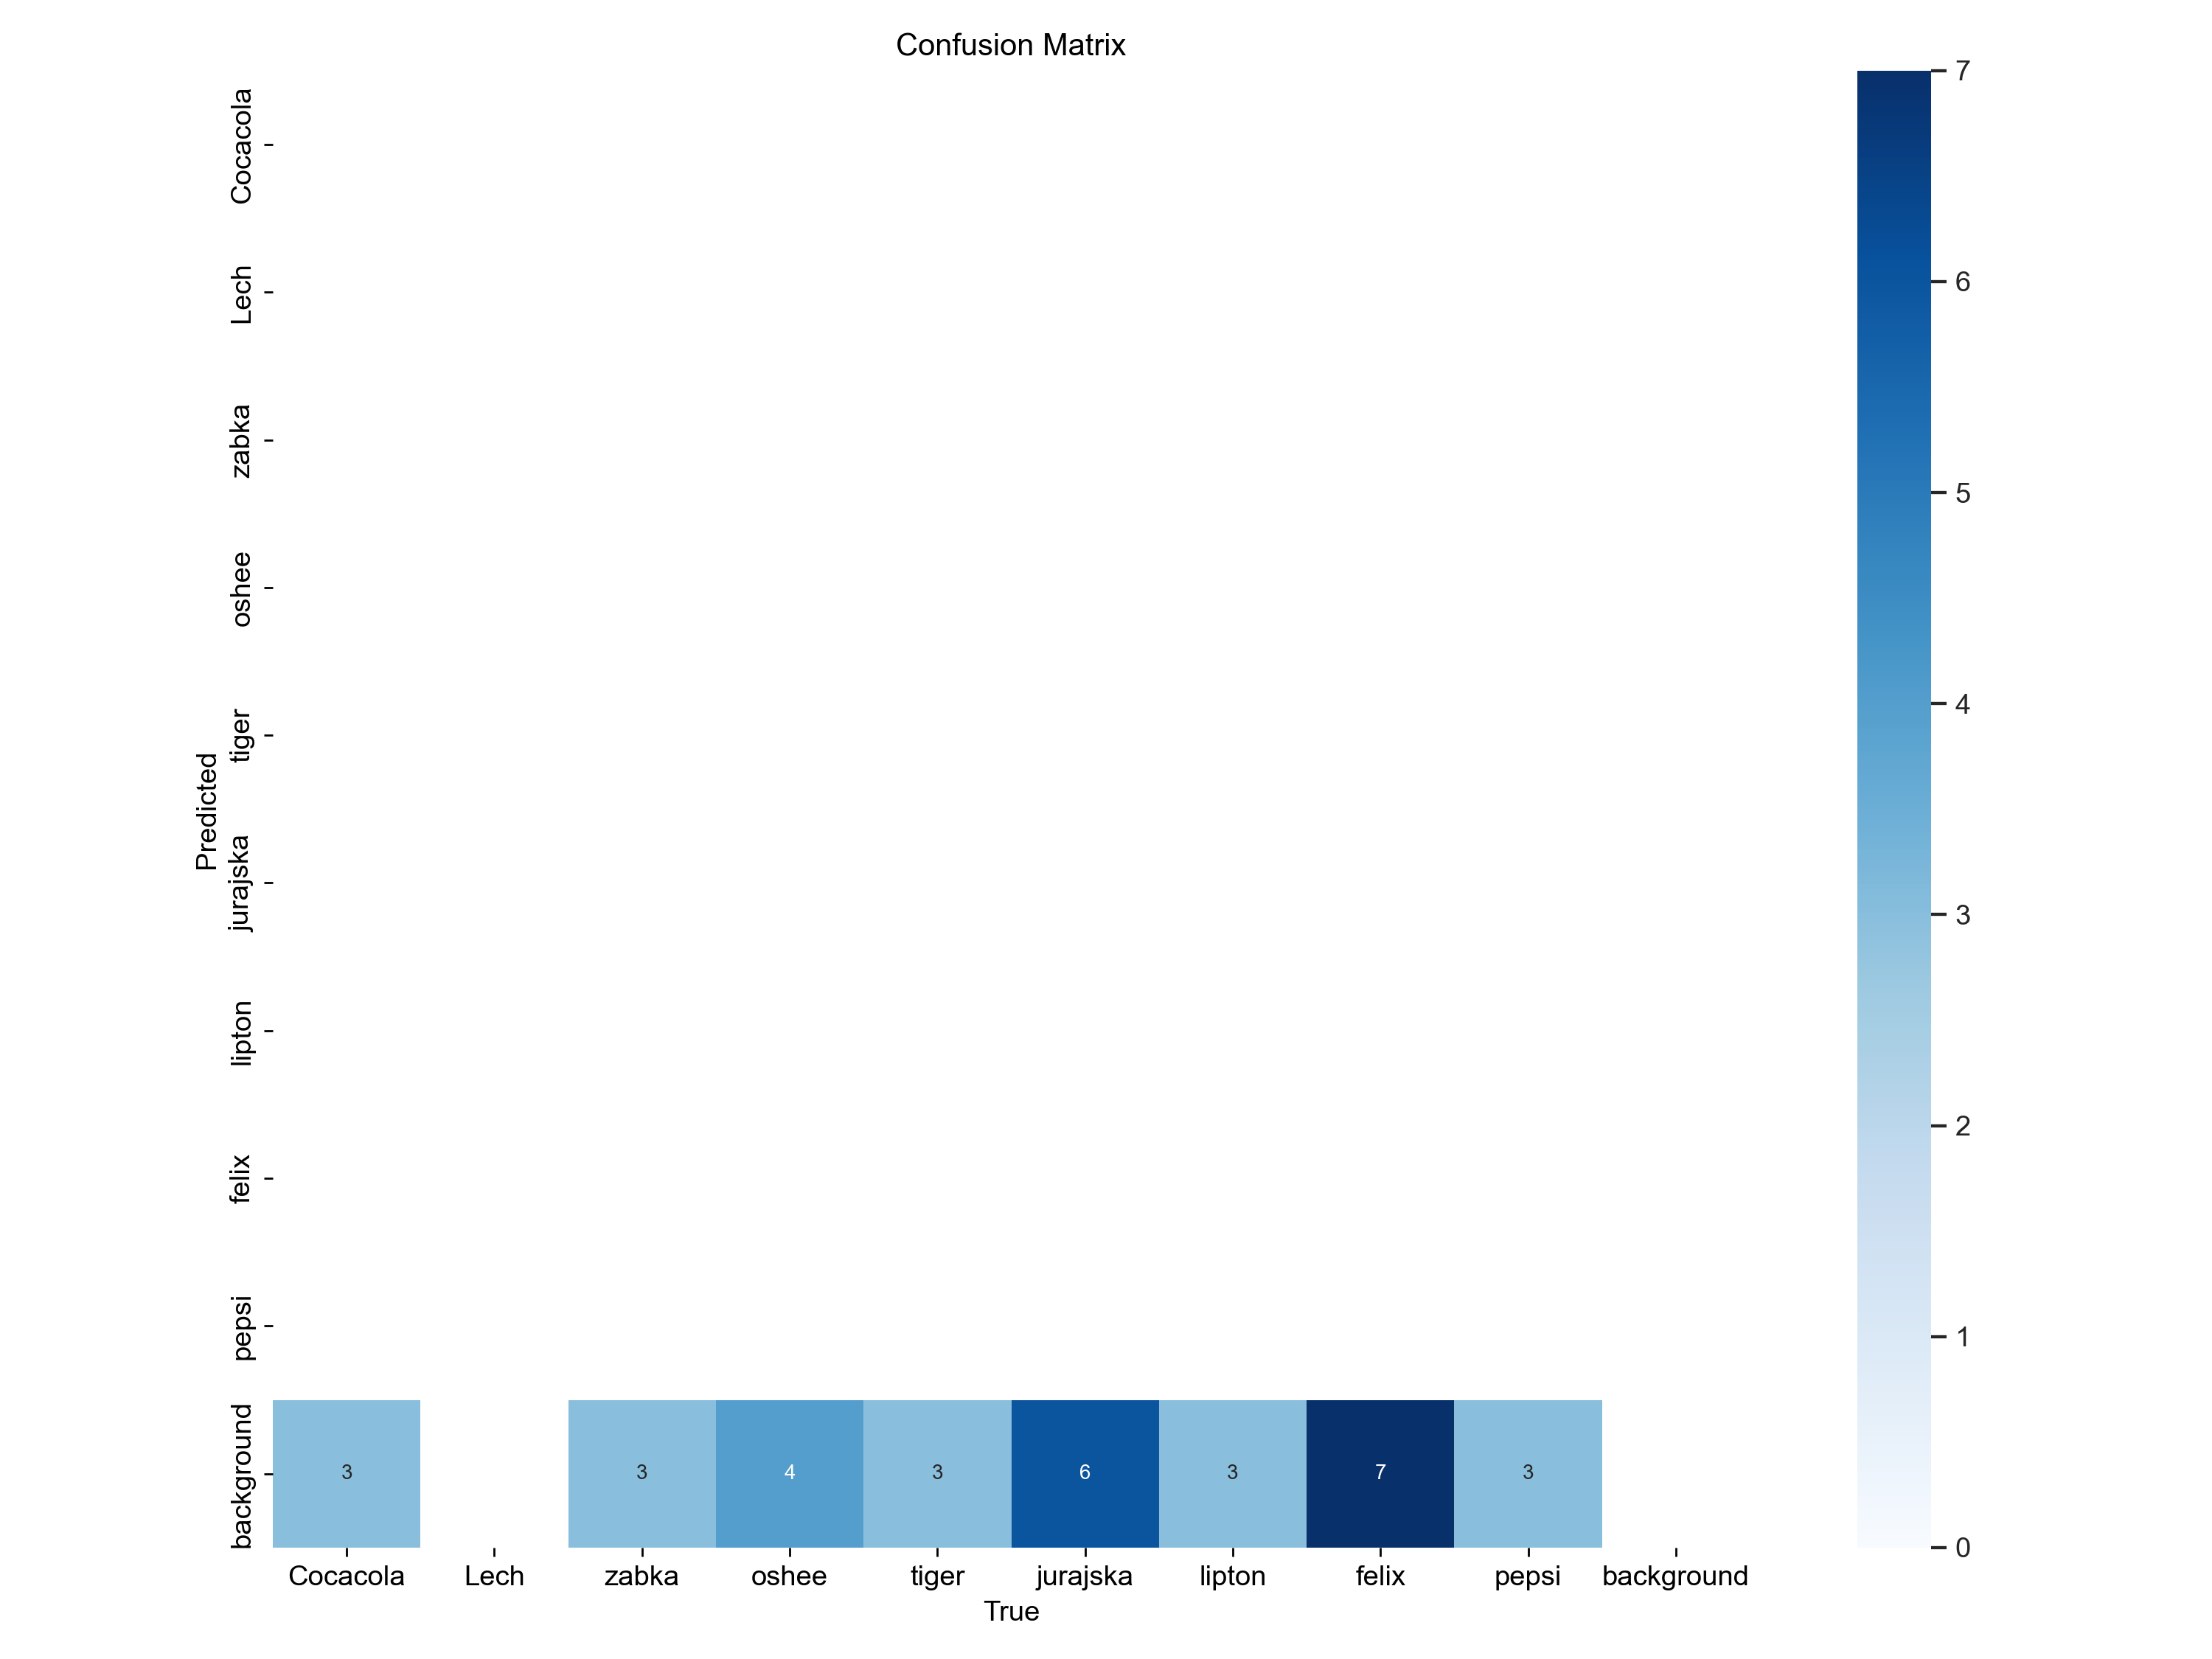 Confusion Matrix
Predicted
Cocacola
Lech
zabka
oshee
tiger
jurajska
lipton
felix
pepsi
background
3 3 4 3 6 3 7 3
Cocacola Lech zabka oshee tiger jurajska lipton felix pepsi background
True
7
6
5
4
3
2
1
0